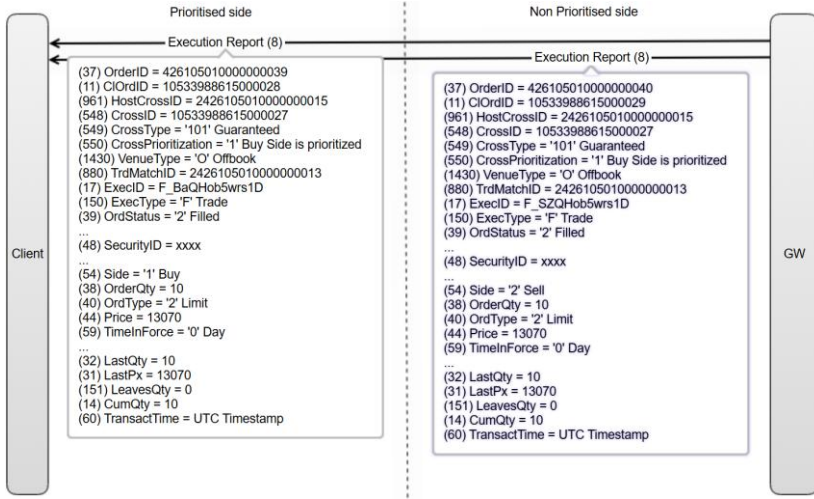 Prioritised side
Non Prioritised side
Client
GW
Execution Report (8)
Execution Report (8)
(37) OrderID = 426105010000000039
(11) ClOrdID = 10533988615000028
(961) HostCrossID = 2426105010000000015
(548) CrossID = 10533988615000027
(549) CrossType = '101' Guaranteed
(550) CrossPrioritization = '1' Buy Side is prioritized
(1430) VenueType = 'O' Offbook
(880) TrdMatchID = 2426105010000000013
(17) ExecID = F_BaQHob5wrs1D
(150) ExecType = 'F' Trade
(39) OrdStatus = '2' Filled
...
(48) SecurityID = xxxx
...
(54) Side = '1' Buy
(38) OrderQty = 10
(40) OrdType = '2' Limit
(44) Price = 13070
(59) TimeInForce = '0' Day
...
(32) LastQty = 10
(31) LastPx = 13070
(151) LeavesQty = 0
(14) CumQty = 10
(60) TransactTime = UTC Timestamp
(37) OrderID = 426105010000000040
(11) ClOrdID = 10533988615000029
(961) HostCrossID = 2426105010000000015
(548) CrossID = 10533988615000027
(549) CrossType = '101' Guaranteed
(550) CrossPrioritization = '1' Buy Side is prioritized
(1430) VenueType = 'O' Offbook
(880) TrdMatchID = 2426105010000000013
(17) ExecID = F_SZQHob5wrs1D
(150) ExecType = 'F' Trade
(39) OrdStatus = '2' Filled
...
(48) SecurityID = xxxx
...
(54) Side = '2' Sell
(38) OrderQty = 10
(40) OrdType = '2' Limit
(44) Price = 13070
(59) TimeInForce = '0' Day
...
(32) LastQty = 10
(31) LastPx = 13070
(151) LeavesQty = 0
(14) CumQty = 10
(60) TransactTime = UTC Timestamp